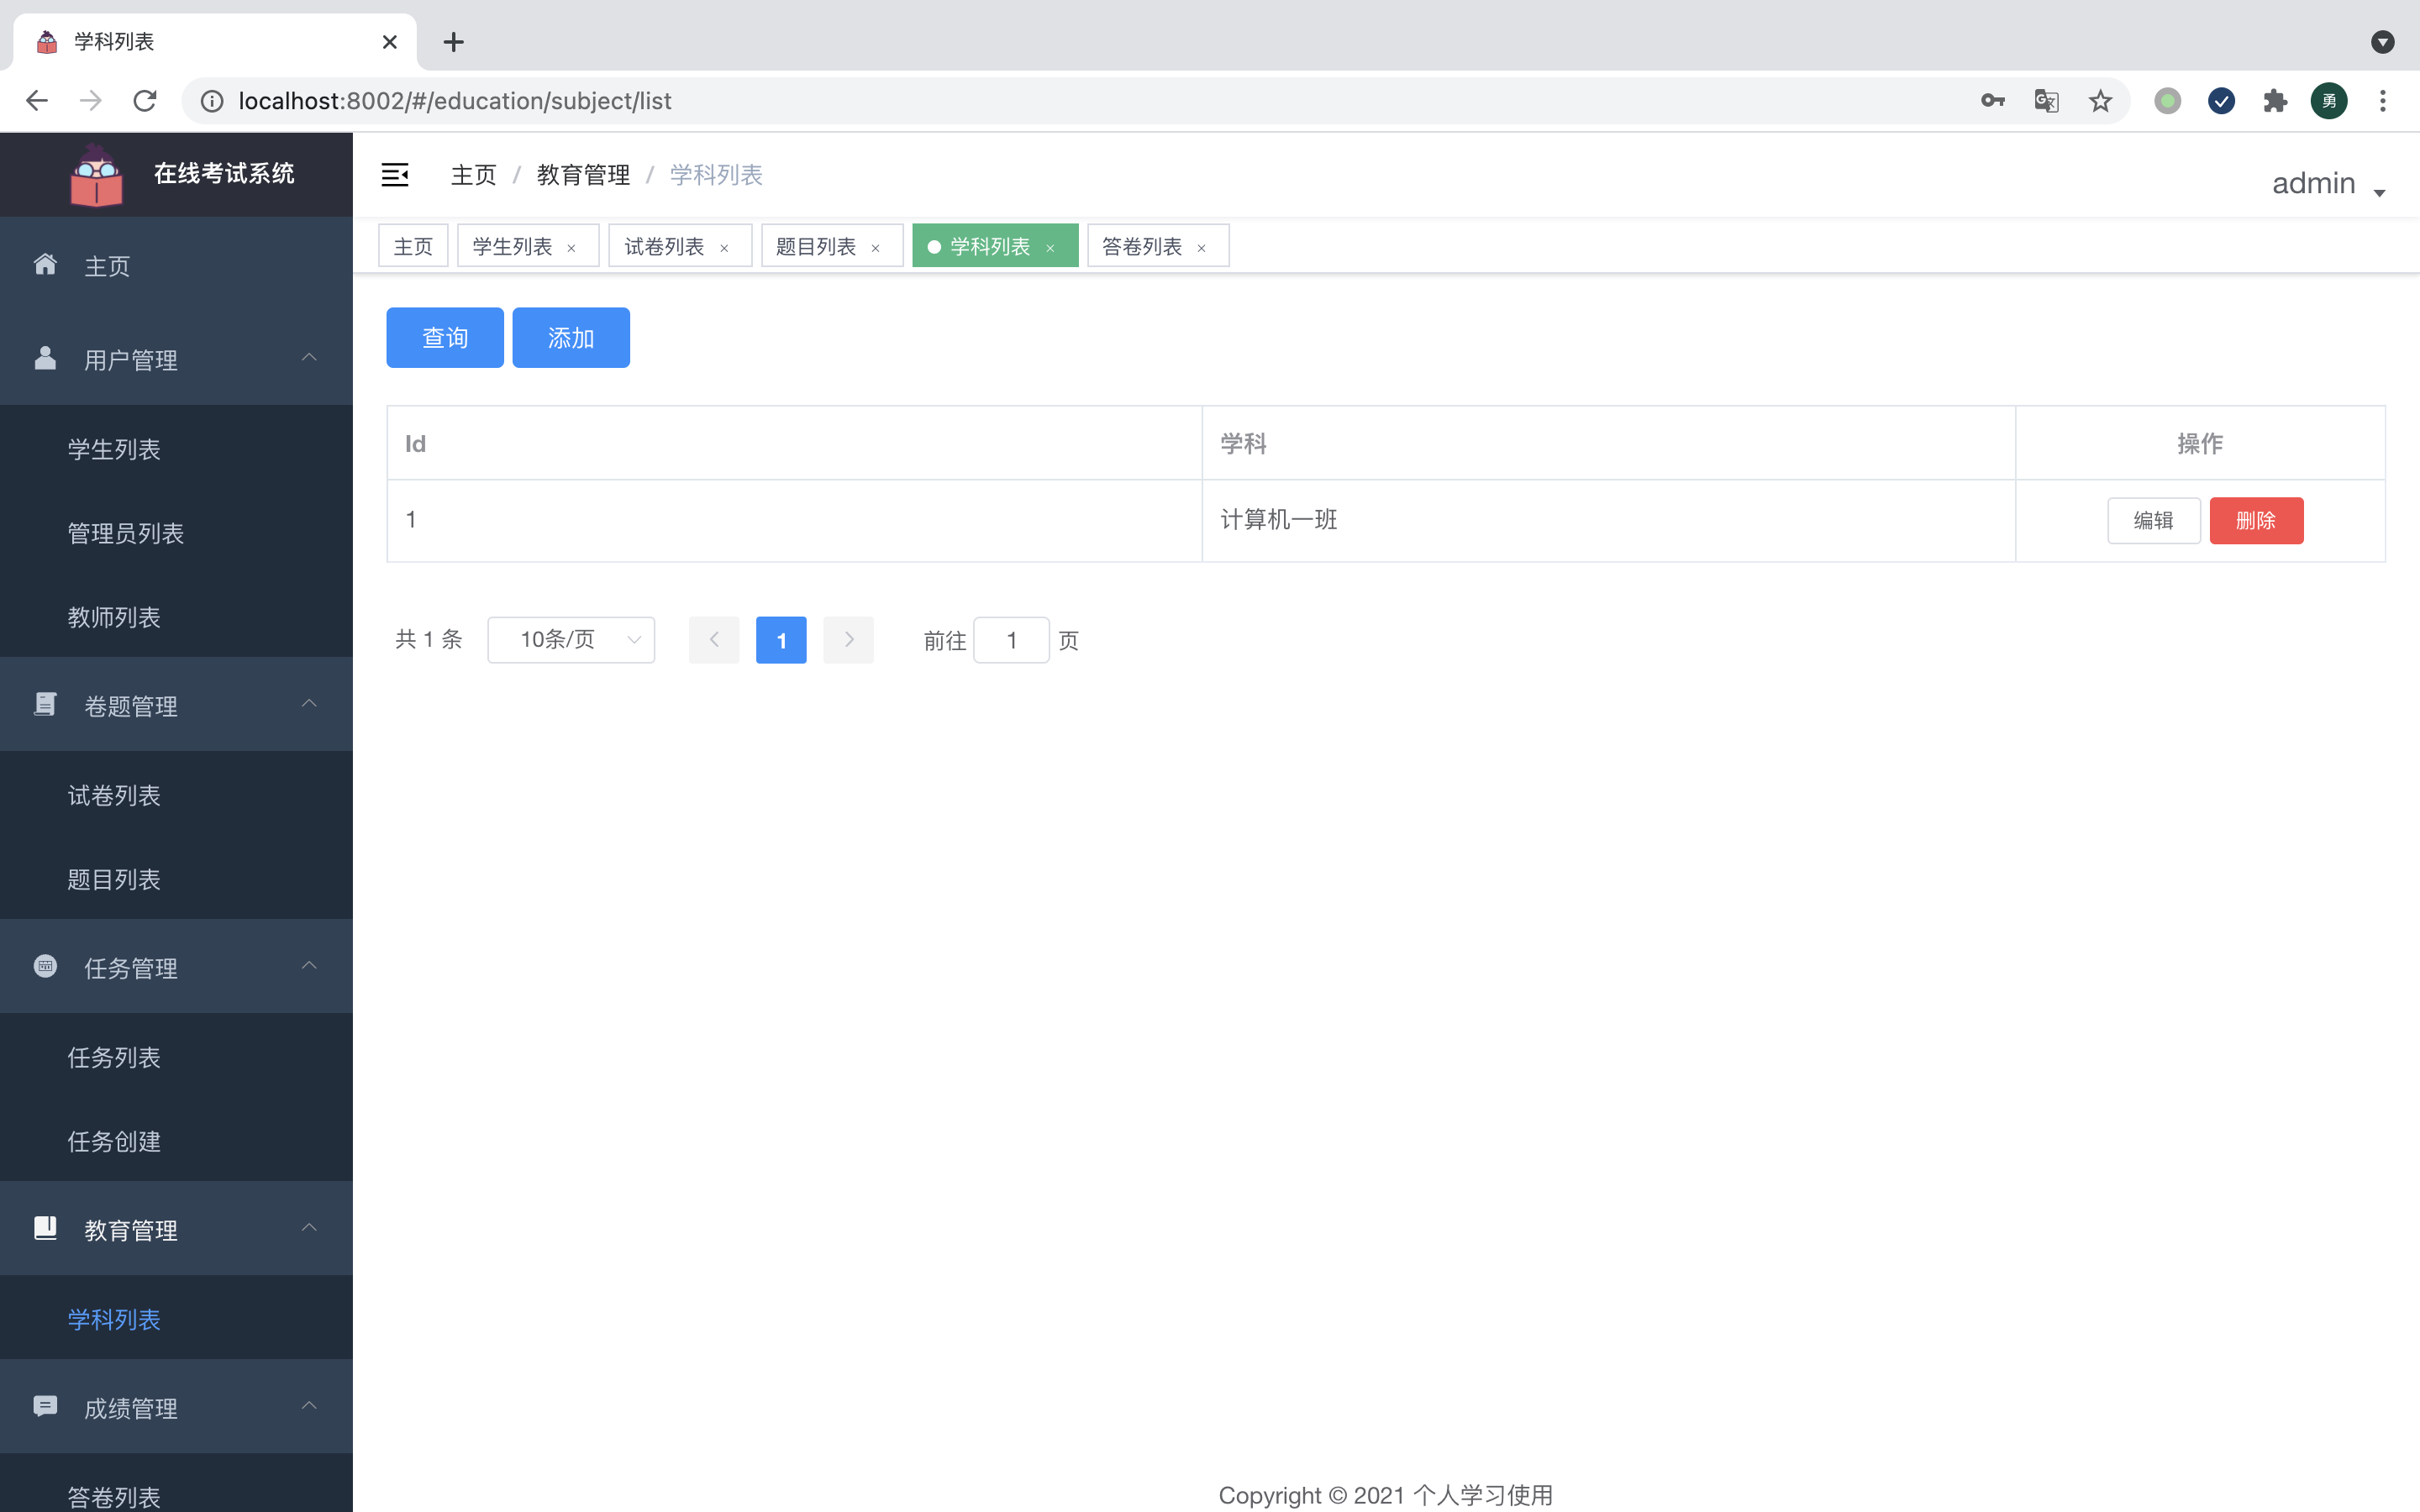 学科列表
localhost:8002/#/education/subject/list
勇
在线考试系统
主页 / 教育管理 / 学科列表
admin
主页
学生列表 ×
试卷列表 ×
题目列表 ×
学科列表 ×
答卷列表 ×
主页
用户管理
学生列表
管理员列表
教师列表
卷题管理
试卷列表
题目列表
任务管理
任务列表
任务创建
教育管理
学科列表
成绩管理
答卷列表
查询 添加
Id 学科 操作
1 计算机一班 编辑 删除
共 1 条 10条/页 1 前往 1 页
Copyright © 2021 个人学习使用